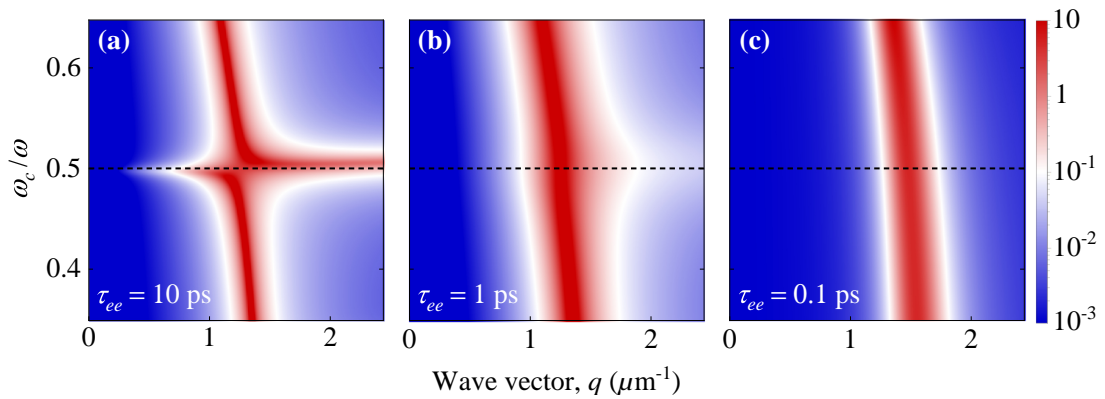 (a) (b) (c)
10
1
10⁻¹
10⁻²
10⁻³
0.6
0.5
0.4
ω_c/ω
τ_ee = 10 ps τ_ee = 1 ps τ_ee = 0.1 ps
0 1 2 0 1 2 0 1 2
Wave vector, q (μm⁻¹)